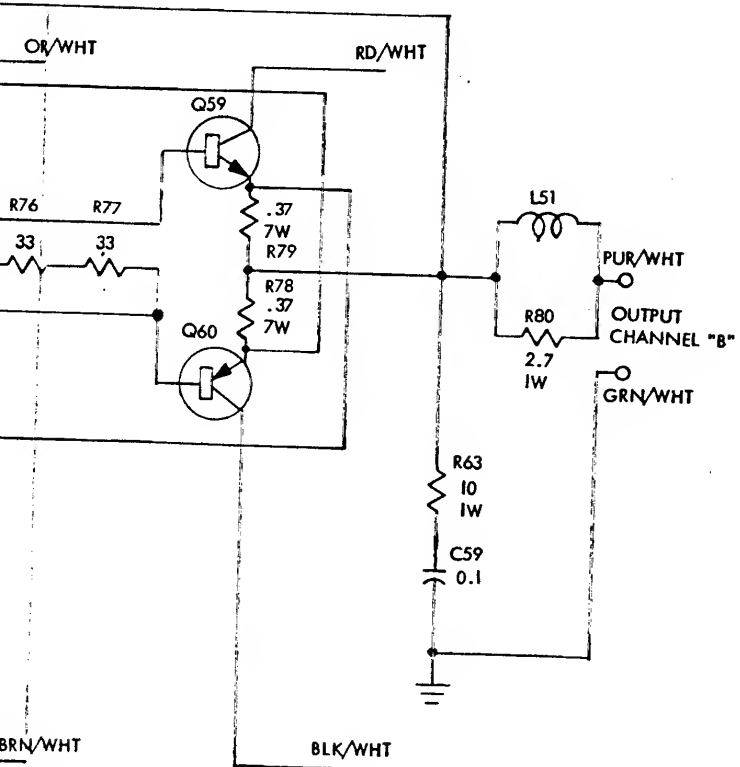 OR/WHT
RD/WHT
Q59
R76
R77
.37
7W
R79
33
33
R78
.37
7W
Q60
L51
PUR/WHT
R80
2.7
1W
OUTPUT
CHANNEL "B"
GRN/WHT
R63
10
1W
C59
0.1
BRN/WHT
BLK/WHT